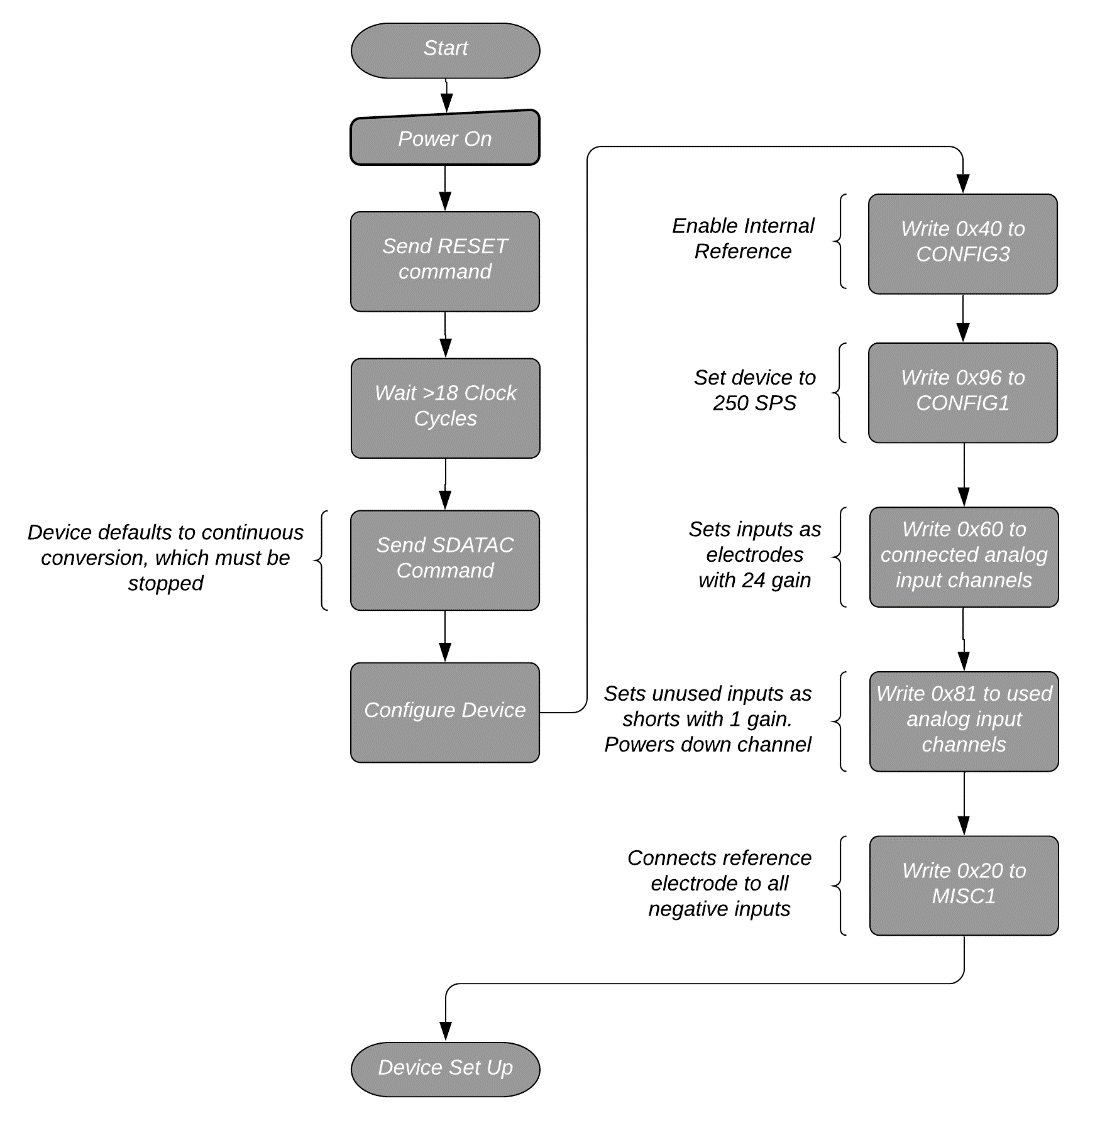 Start
Power On
Send RESET
command
Wait >18 Clock
Cycles
Device defaults to continuous
conversion, which must be
stopped
Send SDATAC
Command
Configure Device
Enable Internal
Reference
Write 0x40 to
CONFIG3
Set device to
250 SPS
Write 0x96 to
CONFIG1
Sets inputs as
electrodes
with 24 gain
Write 0x60 to
connected analog
input channels
Sets unused inputs as
shorts with 1 gain.
Powers down channel
Write 0x81 to used
analog input
channels
Connects reference
electrode to all
negative inputs
Write 0x20 to
MISC1
Device Set Up